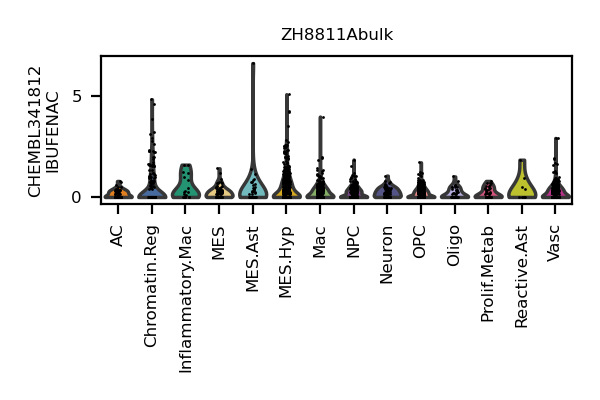 ZH8811Abulk
CHEMBL341812
IBUFENAC
5
0
AC
Chromatin.Reg
Inflammatory.Mac
MES
MES.Ast
MES.Hyp
Mac
NPC
Neuron
OPC
Oligo
Prolif.Metab
Reactive.Ast
Vasc